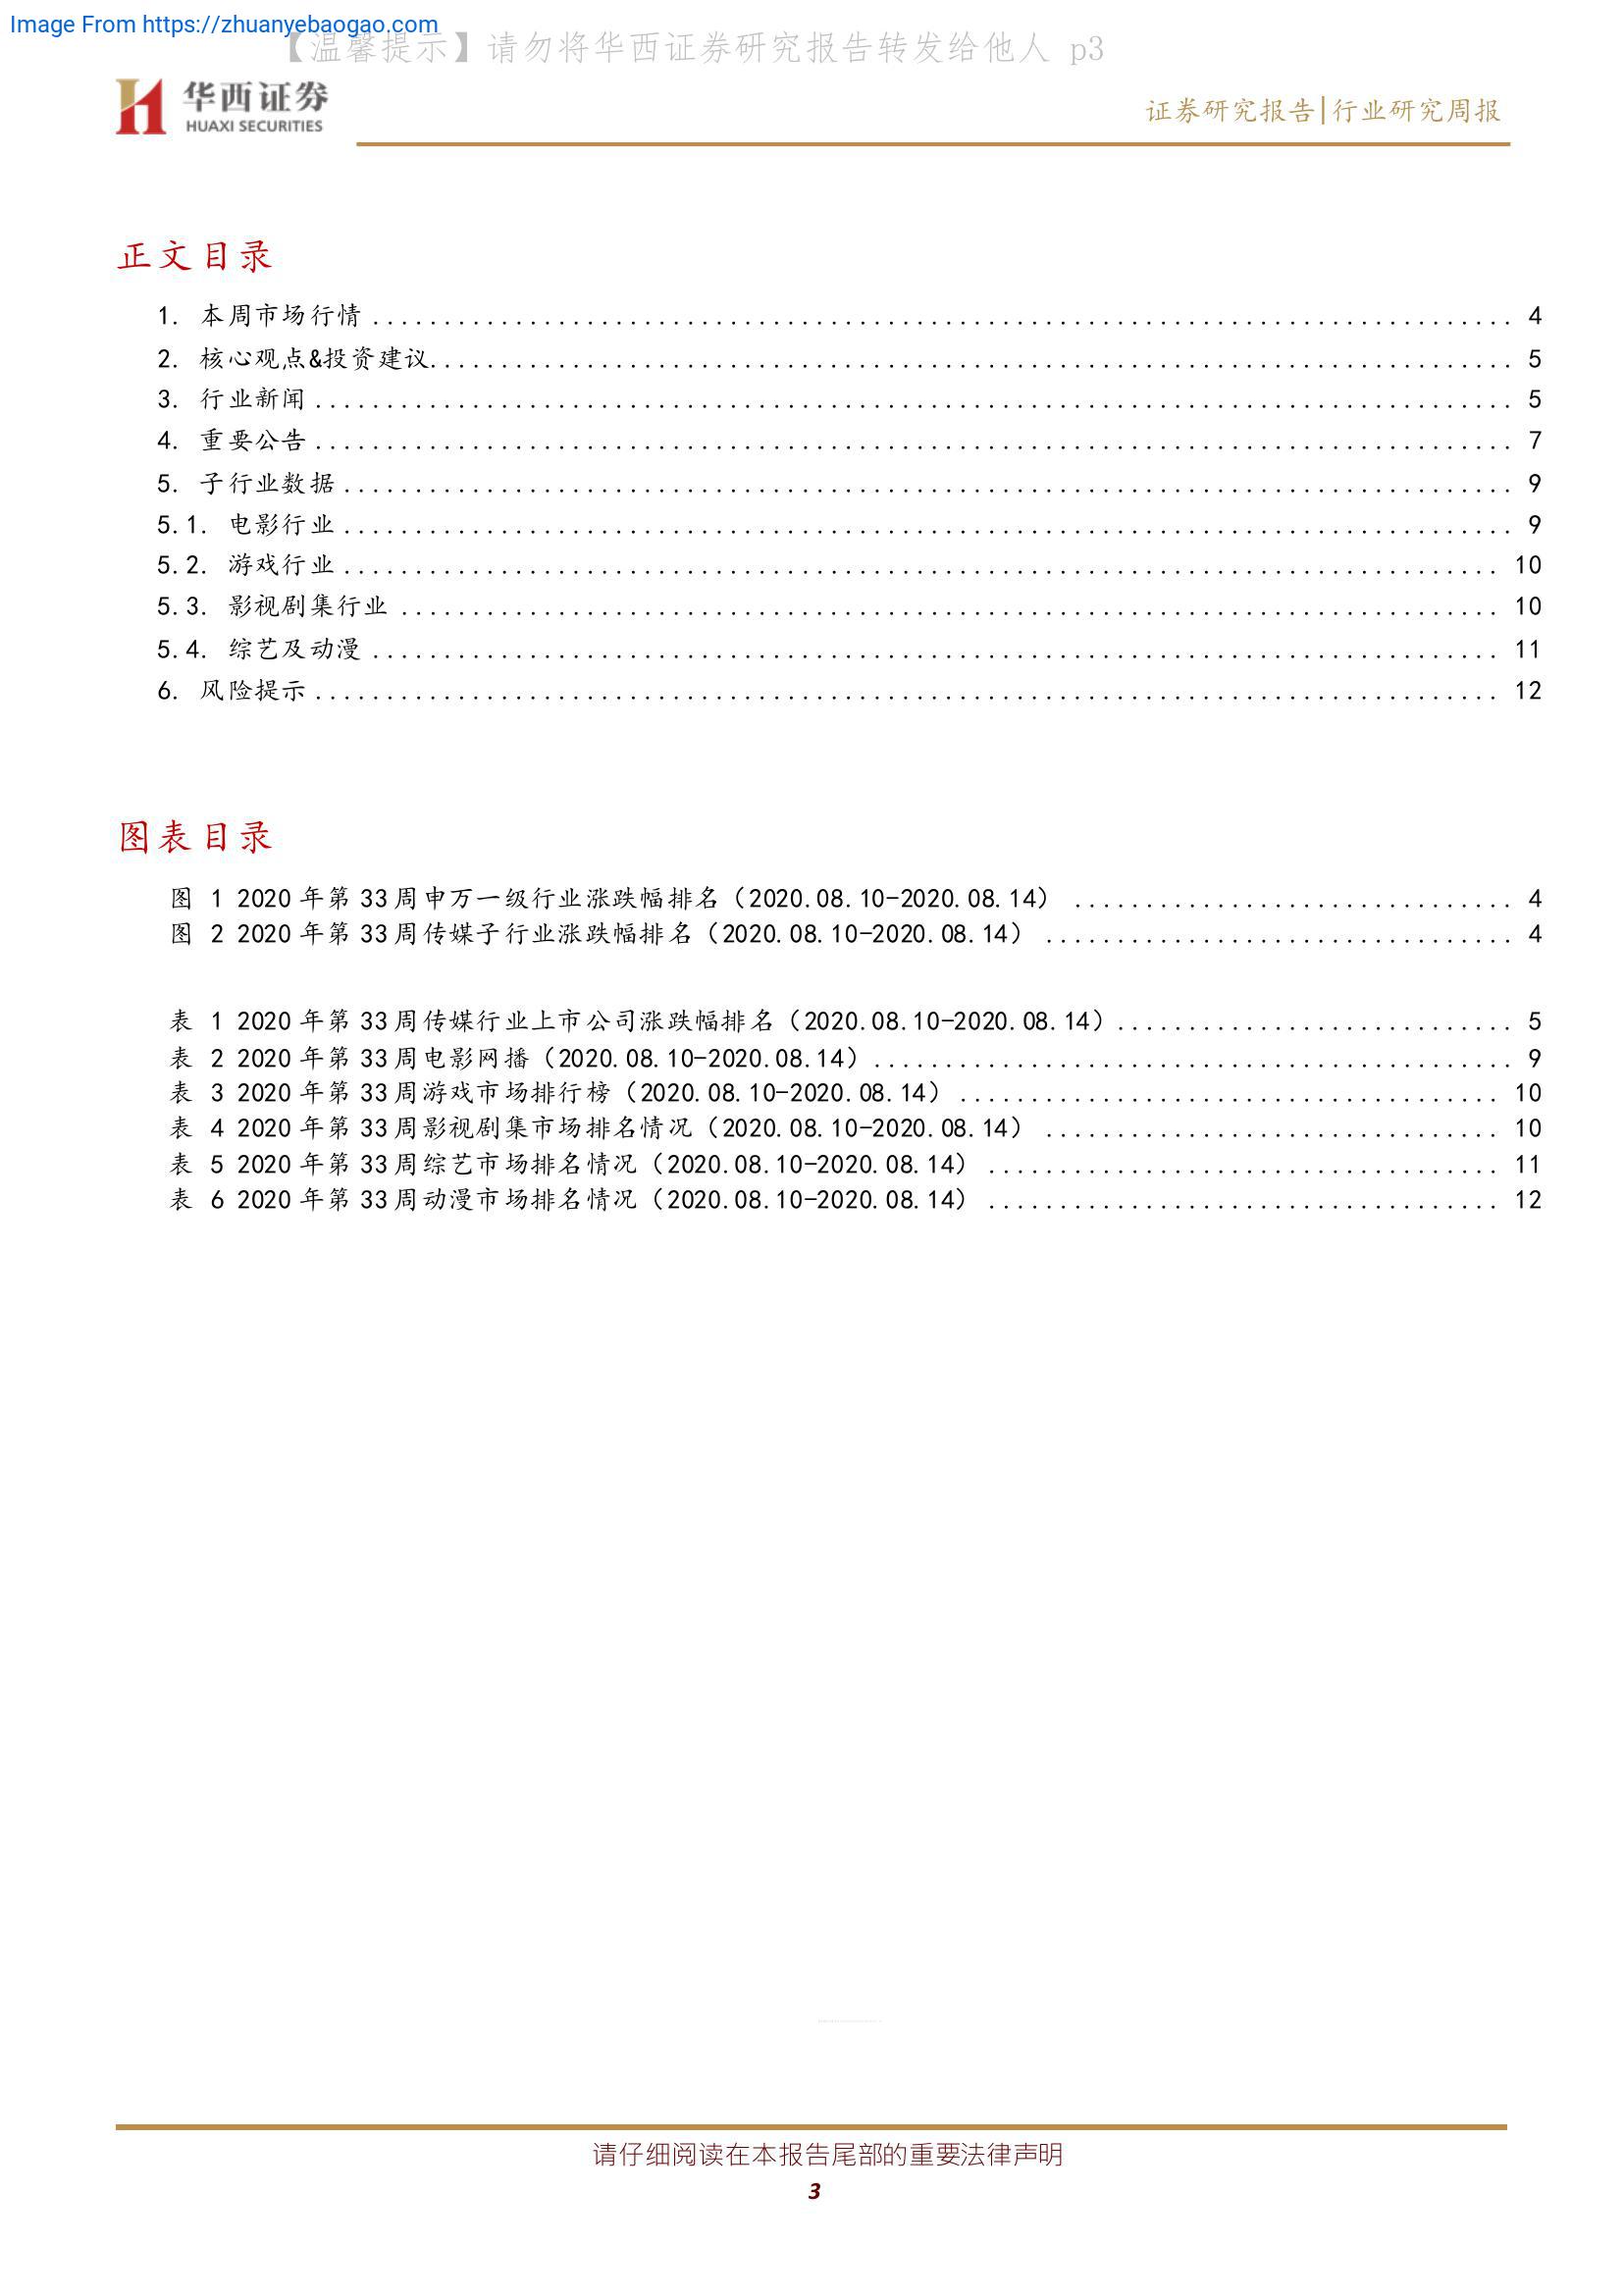 Image From https://zhuanyebaogao.com
【温馨提示】请勿将华西证券研究报告转发给他人 p3
华西证券
HUAXI SECURITIES
证券研究报告|行业研究周报
正文目录
1. 本周市场行情 ........ 4
2. 核心观点&投资建议........ 5
3. 行业新闻 ........ 5
4. 重要公告 ........ 7
5. 子行业数据 ........ 9
5.1. 电影行业 ........ 9
5.2. 游戏行业 ........ 10
5.3. 影视剧集行业 ........ 10
5.4. 综艺及动漫 ........ 11
6. 风险提示 ........ 12
图表目录
图 1 2020 年第 33 周申万一级行业涨跌幅排名（2020.08.10-2020.08.14） ........ 4
图 2 2020 年第 33 周传媒子行业涨跌幅排名（2020.08.10-2020.08.14） ........ 4
表 1 2020 年第 33 周传媒行业上市公司涨跌幅排名（2020.08.10-2020.08.14）........ 5
表 2 2020 年第 33 周电影网播（2020.08.10-2020.08.14）........ 9
表 3 2020 年第 33 周游戏市场排行榜（2020.08.10-2020.08.14） ........ 10
表 4 2020 年第 33 周影视剧集市场排名情况（2020.08.10-2020.08.14） ........ 10
表 5 2020 年第 33 周综艺市场排名情况（2020.08.10-2020.08.14） ........ 11
表 6 2020 年第 33 周动漫市场排名情况（2020.08.10-2020.08.14） ........ 12
请仔细阅读在本报告尾部的重要法律声明
3